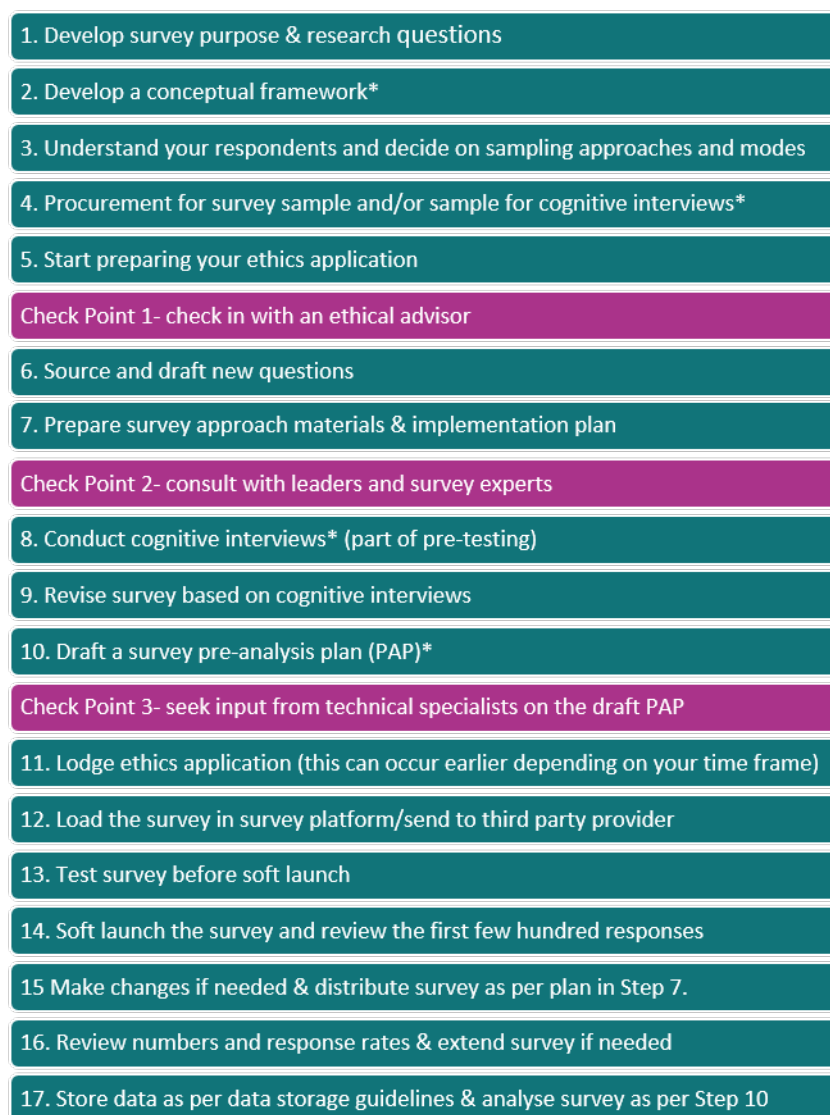 1. Develop survey purpose & research questions
2. Develop a conceptual framework*
3. Understand your respondents and decide on sampling approaches and modes
4. Procurement for survey sample and/or sample for cognitive interviews*
5. Start preparing your ethics application
Check Point 1- check in with an ethical advisor
6. Source and draft new questions
7. Prepare survey approach materials & implementation plan
Check Point 2- consult with leaders and survey experts
8. Conduct cognitive interviews* (part of pre-testing)
9. Revise survey based on cognitive interviews
10. Draft a survey pre-analysis plan (PAP)*
Check Point 3- seek input from technical specialists on the draft PAP
11. Lodge ethics application (this can occur earlier depending on your time frame)
12. Load the survey in survey platform/send to third party provider
13. Test survey before soft launch
14. Soft launch the survey and review the first few hundred responses
15 Make changes if needed & distribute survey as per plan in Step 7.
16. Review numbers and response rates & extend survey if needed
17. Store data as per data storage guidelines & analyse survey as per Step 10